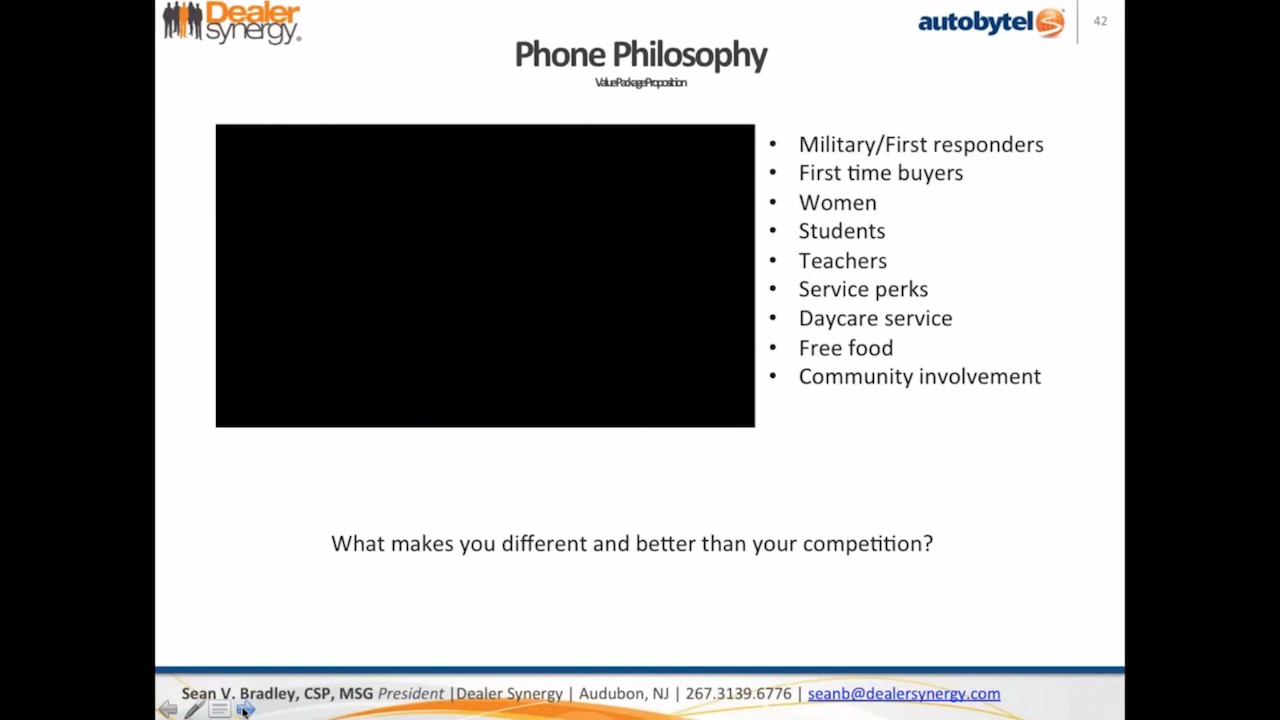 Dealer
synergy®
autobytel
42
Phone Philosophy
Value Package Proposition
• Military/First responders
• First time buyers
• Women
• Students
• Teachers
• Service perks
• Daycare service
• Free food
• Community involvement
What makes you different and better than your competition?
Sean V. Bradley, CSP, MSG President |Dealer Synergy | Audubon, NJ | 267.3139.6776 | seanb@dealersynergy.com